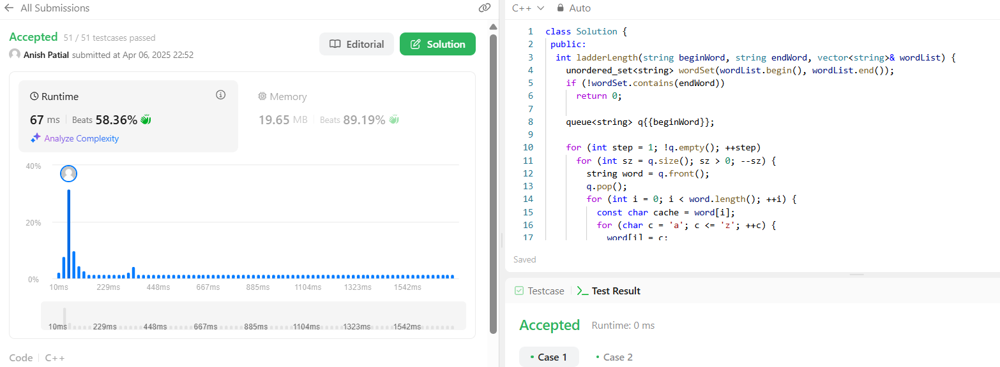 All Submissions
Accepted 51 / 51 testcases passed
Anish Patial submitted at Apr 06, 2025 22:52
Editorial
Solution
Runtime
67 ms Beats 58.36%
Analyze Complexity
Memory
19.65 MB Beats 89.19%
40%
20%
0%
10ms 229ms 448ms 667ms 885ms 1104ms 1323ms 1542ms
10ms 229ms 448ms 667ms 885ms 1104ms 1323ms 1542ms
Code C++
C++ Auto
1 class Solution {
2 public:
3 int ladderLength(string beginWord, string endWord, vector<string>& wordList) {
4 unordered_set<string> wordSet(wordList.begin(), wordList.end());
5 if (!wordSet.contains(endWord))
6 return 0;
7
8 queue<string> q{{beginWord}};
9
10 for (int step = 1; !q.empty(); ++step)
11 for (int sz = q.size(); sz > 0; --sz) {
12 string word = q.front();
13 q.pop();
14 for (int i = 0; i < word.length(); ++i) {
15 const char cache = word[i];
16 for (char c = 'a'; c <= 'z'; ++c) {
17 word[i] = c;
Saved
Testcase Test Result
Accepted Runtime: 0 ms
Case 1 Case 2